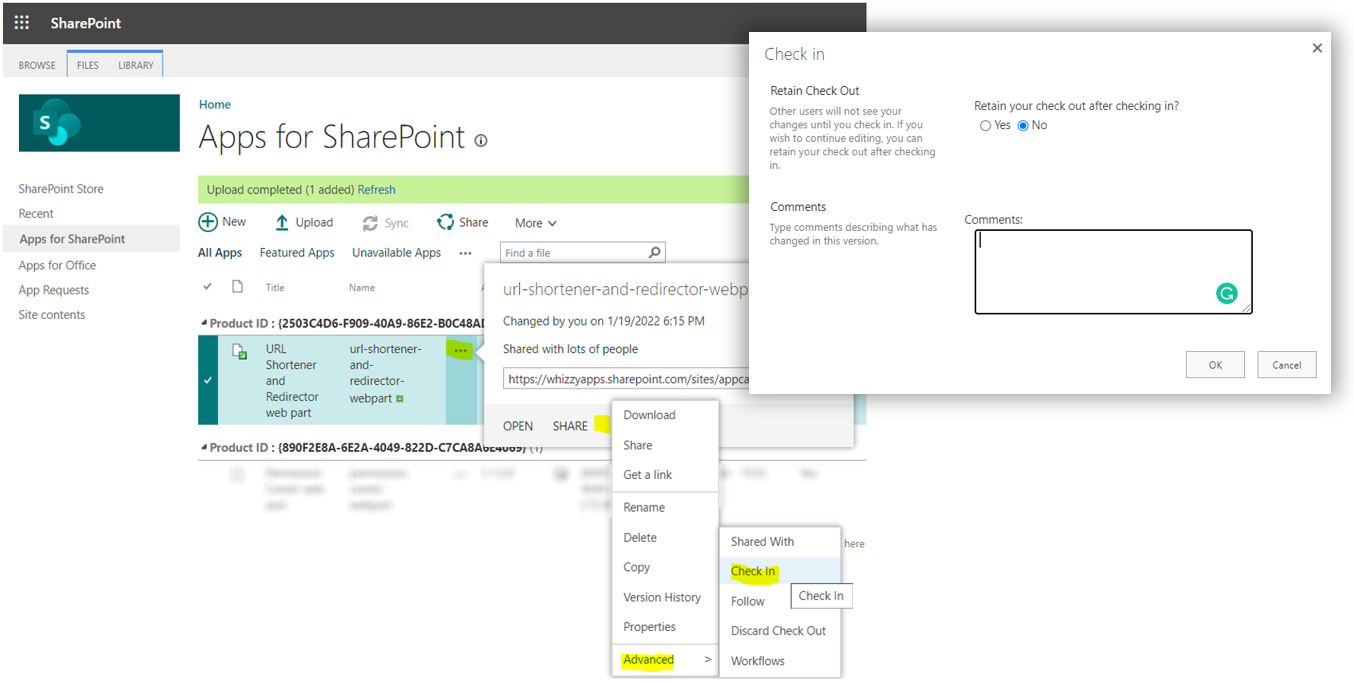 SharePoint
BROWSE FILES LIBRARY
S
Home
Apps for SharePoint
SharePoint Store
Recent
Apps for SharePoint
Apps for Office
App Requests
Site contents
Upload completed (1 added) Refresh
New Upload Sync Share More
All Apps Featured Apps Unavailable Apps ••• Find a file
Title Name
Product ID : {2503C4D6-F909-40A9-86E2-B0C48AD
URL
Shortener
and
Redirector
web part
url-shortener-
and-
redirector-
webpart
•••
Product ID : {890F2E8A-6E2A-4049-822D-C7CA8A6E4069} (1)
url-shortener-and-redirector-webp
Changed by you on 1/19/2022 6:15 PM
Shared with lots of people
https://whizzyapps.sharepoint.com/sites/appca
OPEN SHARE
Download
Share
Get a link
Rename
Delete
Copy
Version History
Properties
Advanced >
Shared With
Check In
Follow
Discard Check Out
Workflows
Check In
here
Check in
Retain Check Out
Other users will not see your
changes until you check in. If you
wish to continue editing, you can
retain your check out after checking
in.
Retain your check out after checking in?
Yes No
Comments
Type comments describing what has
changed in this version.
Comments:
OK Cancel